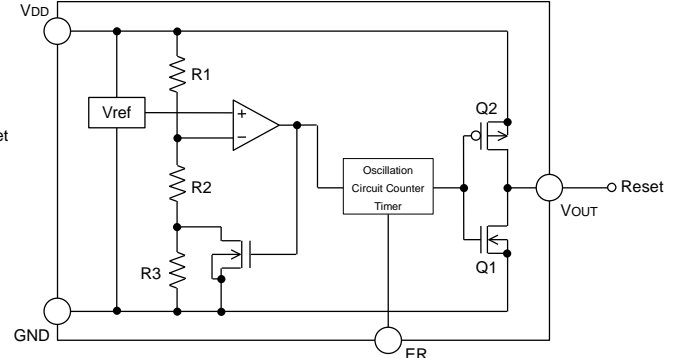 VDD
R1
Vref
+
−
Q2
et
Oscillation
Circuit Counter
Timer
R2
Reset
VOUT
R3
Q1
GND
ER